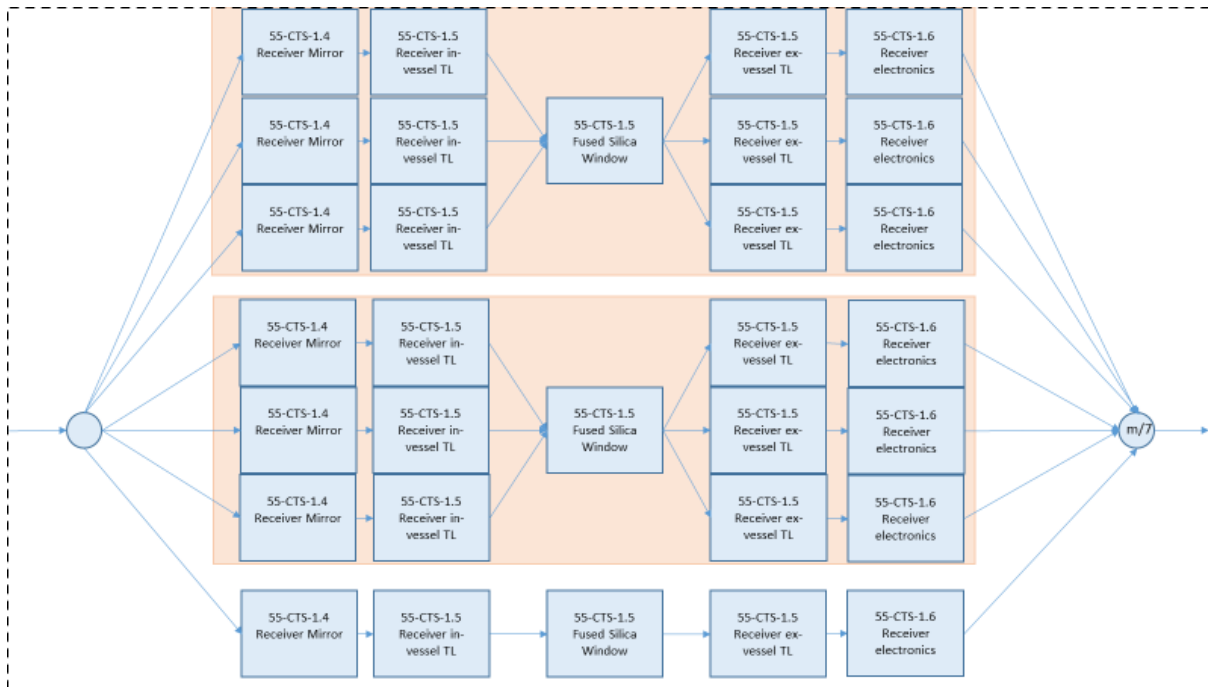 55-CTS-1.4
Receiver Mirror
55-CTS-1.5
Receiver in-
vessel TL
55-CTS-1.5
Receiver ex-
vessel TL
55-CTS-1.6
Receiver
electronics
55-CTS-1.4
Receiver Mirror
55-CTS-1.5
Receiver in-
vessel TL
55-CTS-1.5
Fused Silica
Window
55-CTS-1.5
Receiver ex-
vessel TL
55-CTS-1.6
Receiver
electronics
55-CTS-1.4
Receiver Mirror
55-CTS-1.5
Receiver in-
vessel TL
55-CTS-1.5
Receiver ex-
vessel TL
55-CTS-1.6
Receiver
electronics
55-CTS-1.4
Receiver Mirror
55-CTS-1.5
Receiver in-
vessel TL
55-CTS-1.5
Receiver ex-
vessel TL
55-CTS-1.6
Receiver
electronics
55-CTS-1.4
Receiver Mirror
55-CTS-1.5
Receiver in-
vessel TL
55-CTS-1.5
Fused Silica
Window
55-CTS-1.5
Receiver ex-
vessel TL
55-CTS-1.6
Receiver
electronics
m/7
55-CTS-1.4
Receiver Mirror
55-CTS-1.5
Receiver in-
vessel TL
55-CTS-1.5
Receiver ex-
vessel TL
55-CTS-1.6
Receiver
electronics
55-CTS-1.4
Receiver Mirror
55-CTS-1.5
Receiver in-
vessel TL
55-CTS-1.5
Fused Silica
Window
55-CTS-1.5
Receiver ex-
vessel TL
55-CTS-1.6
Receiver
electronics